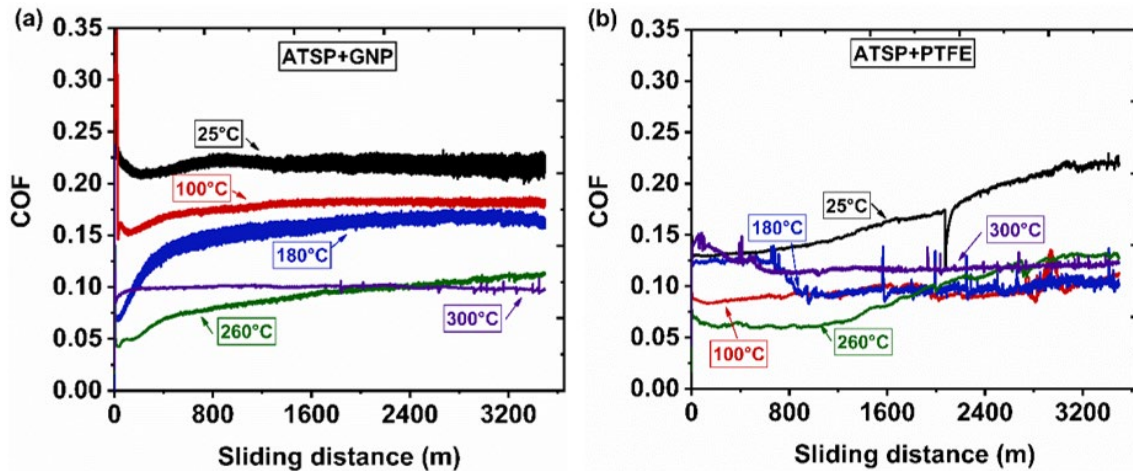 (a)
ATSP+GNP
COF
0.35
0.30
0.25
0.20
0.15
0.10
0.05
0.00
25°C
100°C
180°C
260°C
300°C
0 800 1600 2400 3200
Sliding distance (m)
(b)
ATSP+PTFE
COF
0.35
0.30
0.25
0.20
0.15
0.10
0.05
0.00
25°C
180°C
300°C
100°C
260°C
0 800 1600 2400 3200
Sliding distance (m)